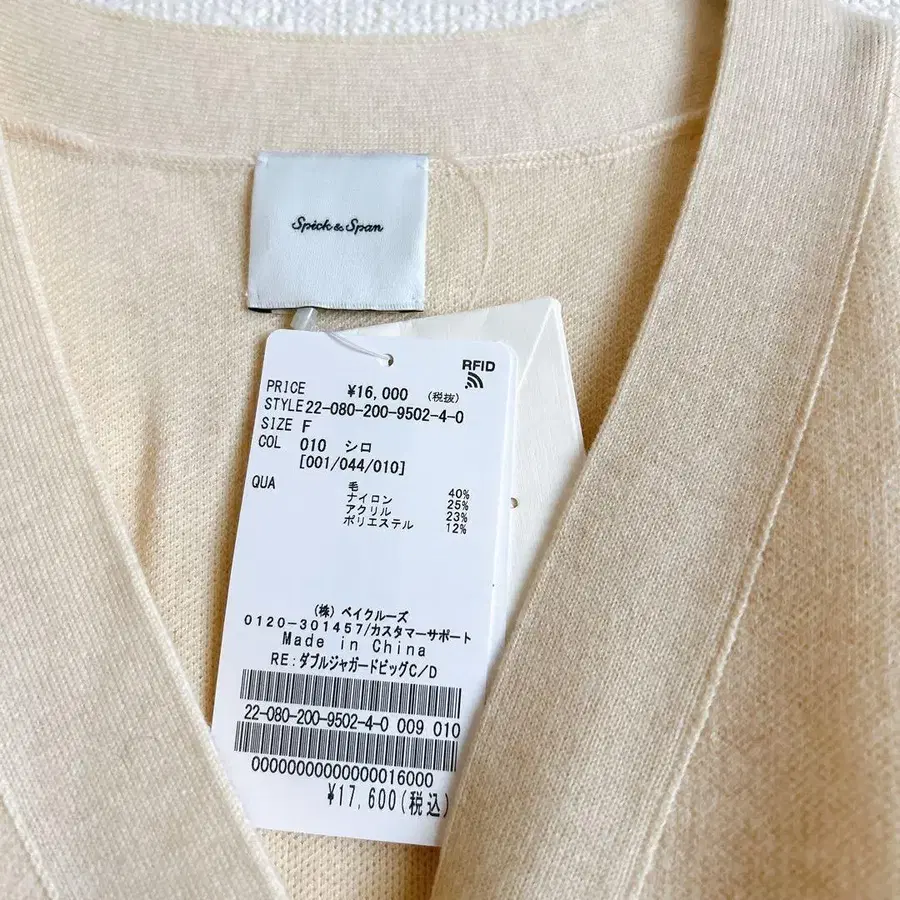 Spick & Span
RFID
PRICE ¥16,000 (税抜)
STYLE 22-080-200-9502-4-0
SIZE F
COL 010 シロ
[001/044/010]
QUA 毛 40%
ナイロン 25%
アクリル 23%
ポリエステル 12%
(株) ベイクルーズ
0120-301457/カスタマーサポート
Made in China
RE:ダブルジャガードビッグC/D
22-080-200-9502-4-0 009 010
00000000000000016000
¥17,600(税込)